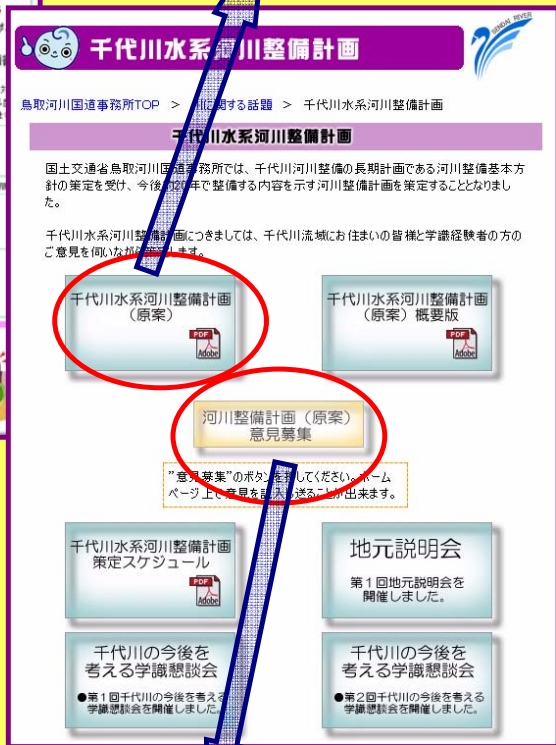 千代川水系河川整備計画
SENDAI RIVER
鳥取河川国道事務所TOP > 川に関する話題 > 千代川水系河川整備計画
千代川水系河川整備計画
国土交通省鳥取河川国道事務所では、千代川河川整備の長期計画である河川整備基本方
針の策定を受け、今後約20年で整備する内容を示す河川整備計画を策定することとなりまし
た。
千代川水系河川整備計画につきましては、千代川流域にお住まいの皆様と学識経験者の方の
ご意見を伺いながら
千代川水系河川整備計画
（原案）
PDF
Adobe
千代川水系河川整備計画
（原案）概要版
PDF
Adobe
河川整備計画（原案）
意見募集
”意見募集”のボタンを押してください。ホーム
ページ上で意見を記入し送ることが出来ます。
千代川水系河川整備計画
策定スケジュール
PDF
Adobe
地元説明会
第１回地元説明会を
開催しました。
千代川の今後を
考える学識懇談会
●第１回千代川の今後を考える
学識懇談会を開催しました。
千代川の今後を
考える学識懇談会
●第２回千代川の今後を考える
学識懇談会を開催しました。